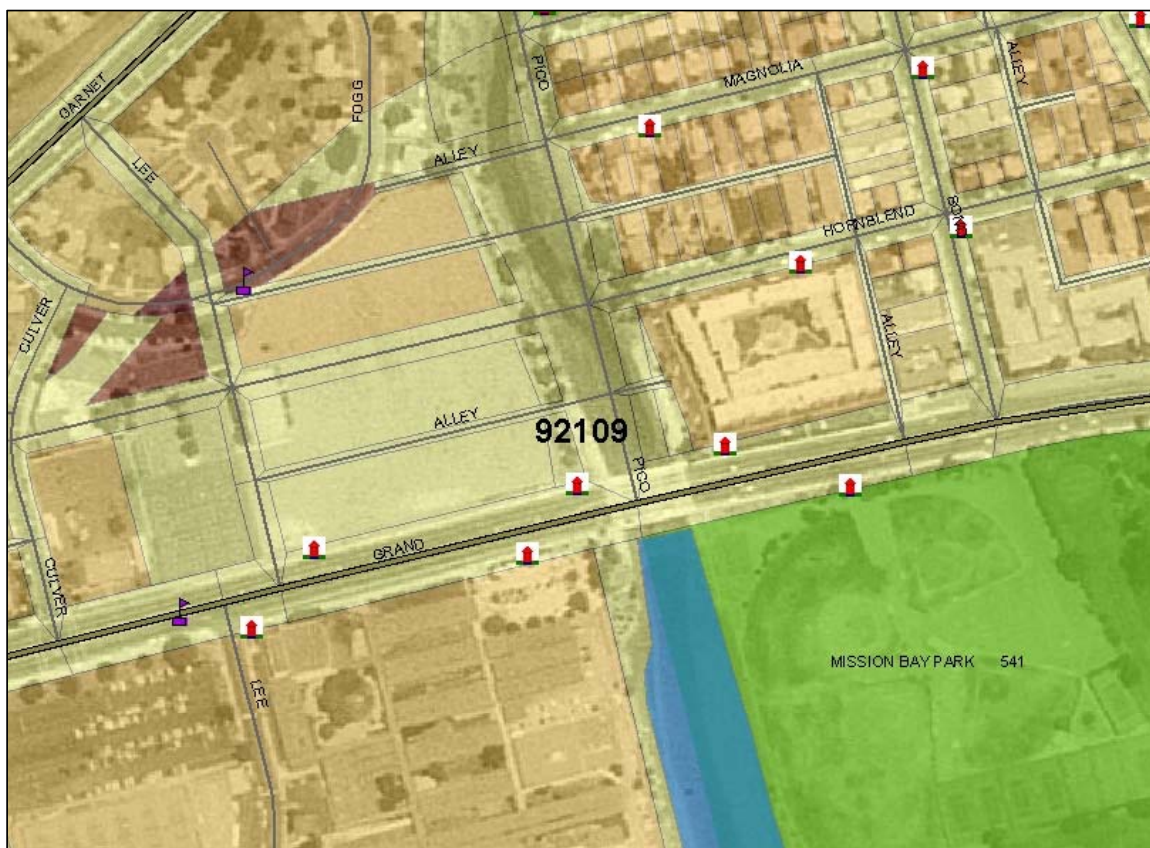 PICO
MAGNOLIA
ALLEY
GARNET
FOGG
LEE
ALLEY
HORNBLEND
BOND
CULVER
ALLEY
ALLEY
92109
PICO
GRAND
CULVER
LEE
MISSION BAY PARK 541